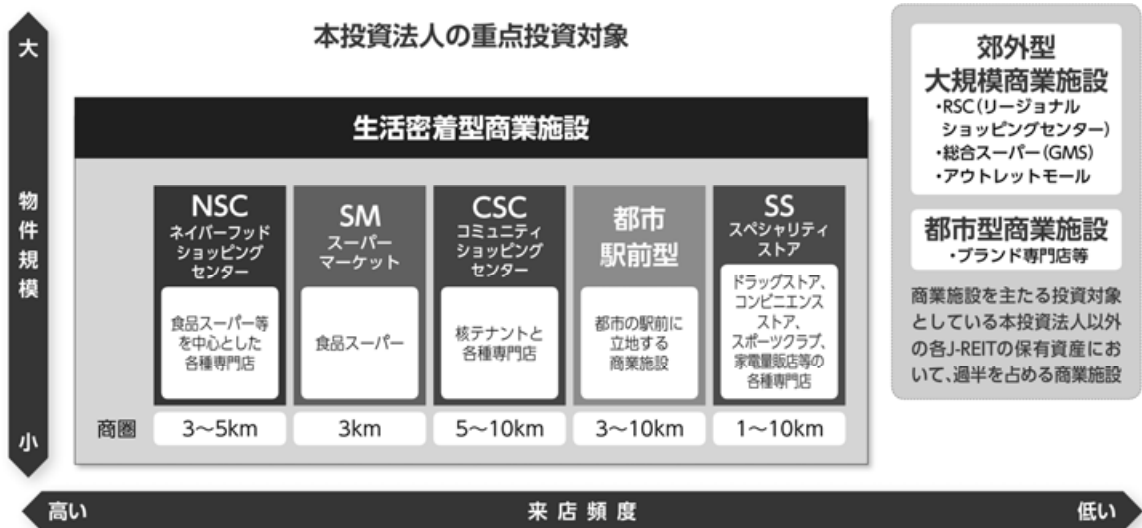 本投資法人の重点投資対象
大
物件規模
小
生活密着型商業施設
NSC
ネイバーフッド
ショッピング
センター
食品スーパー等
を中心とした
各種専門店
SM
スーパー
マーケット
食品スーパー
CSC
コミュニティ
ショッピング
センター
核テナントと
各種専門店
都市
駅前型
都市の駅前に
立地する
商業施設
SS
スペシャリティ
ストア
ドラッグストア、
コンビニエンス
ストア、
スポーツクラブ、
家電量販店等の
各種専門店
商圏
3〜5km
3km
5〜10km
3〜10km
1〜10km
郊外型
大規模商業施設
・RSC(リージョナル
ショッピングセンター)
・総合スーパー(GMS)
・アウトレットモール
都市型商業施設
・ブランド専門店等
商業施設を主たる投資対象
としている本投資法人以外
の各J-REITの保有資産にお
いて、過半を占める商業施設
高い
来店頻度
低い